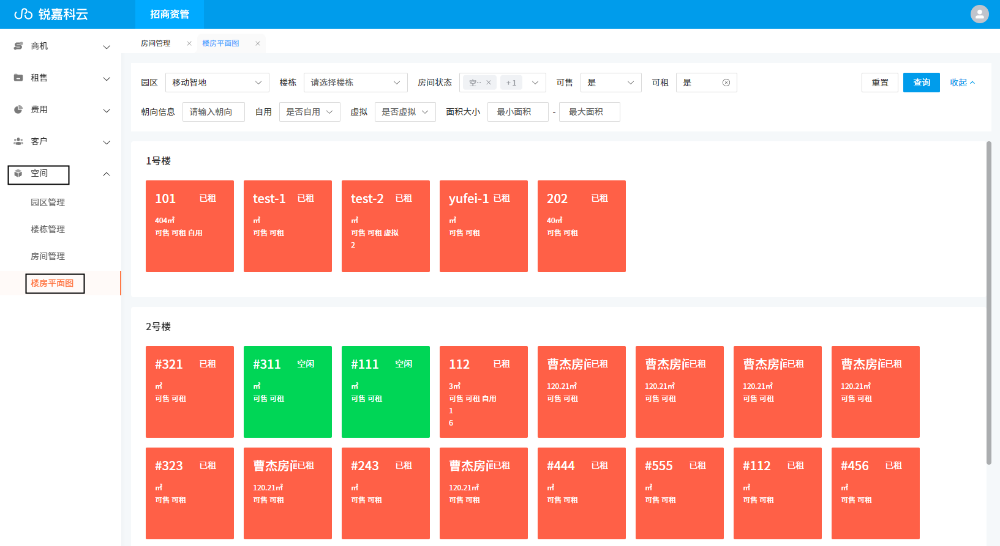 锐嘉科云
招商资管
商机
租售
费用
客户
空间
园区管理
楼栋管理
房间管理
楼房平面图
房间管理 楼房平面图
园区 移动智地 楼栋 请选择楼栋 房间状态 空·· + 1 可售 是 可租 是 重置 查询 收起
朝向信息 请输入朝向 自用 是否自用 虚拟 是否虚拟 面积大小 最小面积 - 最大面积
1号楼
101 已租
404㎡
可售 可租 自用
test-1 已租
㎡
可售 可租
test-2 已租
㎡
可售 可租 虚拟
2
yufei-1 已租
㎡
可售 可租
202 已租
40㎡
可售 可租
2号楼
#321 已租
㎡
可售 可租
#311 空闲
㎡
可售 可租
#111 空闲
㎡
可售 可租
112 已租
3㎡
可售 可租 自用
1
6
曹杰房间 已租
120.21㎡
可售 可租
曹杰房间 已租
120.21㎡
可售 可租
曹杰房间 已租
120.21㎡
可售 可租
曹杰房间 已租
120.21㎡
可售 可租
#323 已租
㎡
可售 可租
曹杰房间 已租
120.21㎡
可售 可租
#243 已租
㎡
可售 可租
曹杰房间 已租
120.21㎡
可售 可租
#444 已租
㎡
可售 可租
#555 已租
㎡
可售 可租
#112 已租
㎡
可售 可租
#456 已租
㎡
可售 可租